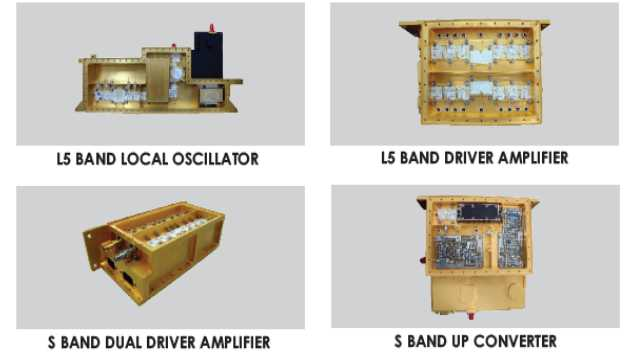 L5 BAND LOCAL OSCILLATOR
L5 BAND DRIVER AMPLIFIER
S BAND DUAL DRIVER AMPLIFIER
S BAND UP CONVERTER